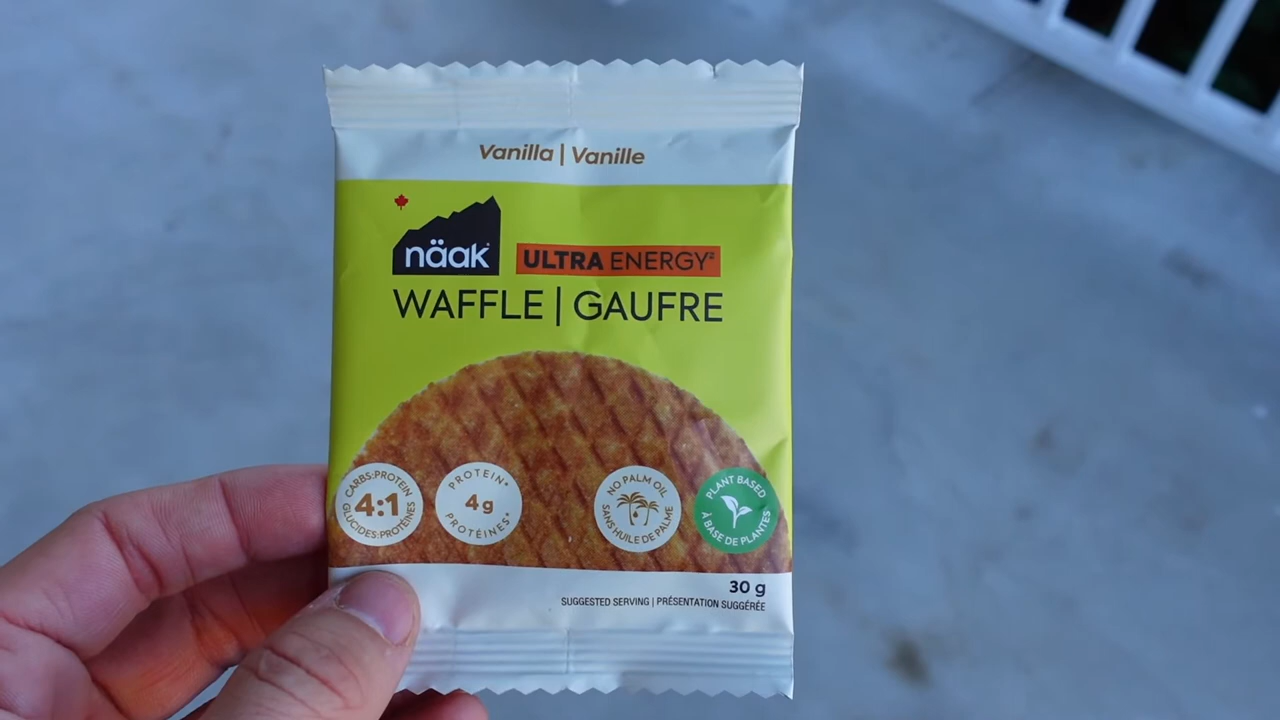 Vanilla | Vanille
näak
ULTRA ENERGY²
WAFFLE | GAUFRE
CARBS:PROTEIN
4:1
GLUCIDES:PROTÉINES
PROTEIN*
4g
PROTÉINES*
NO PALM OIL
SANS HUILE DE PALME
PLANT BASED
À BASE DE PLANTES
30 g
SUGGESTED SERVING | PRÉSENTATION SUGGÉRÉE